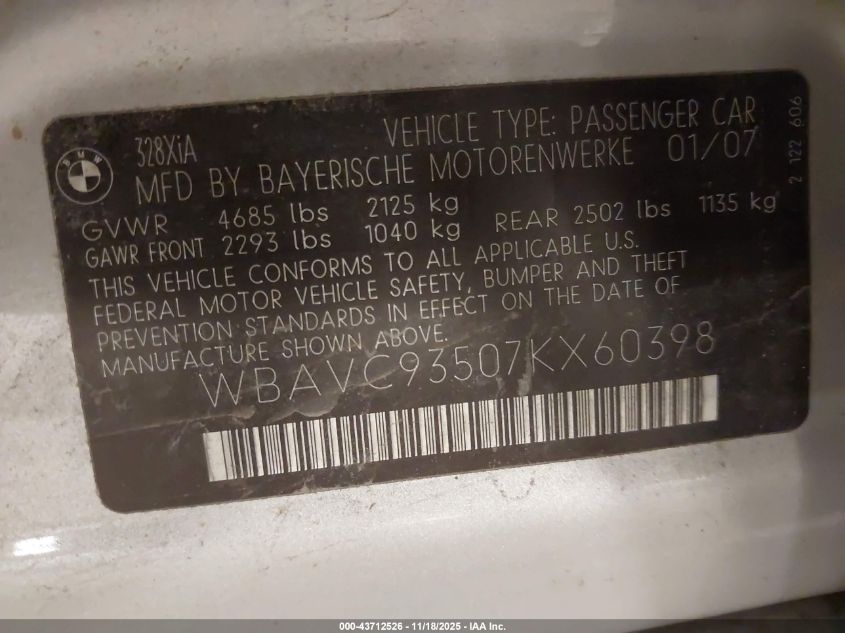 BMW
328XiA
VEHICLE TYPE: PASSENGER CAR
MFD BY BAYERISCHE MOTORENWERKE 01/07
GVWR 4685 lbs 2125 kg
GAWR FRONT 2293 lbs 1040 kg REAR 2502 lbs 1135 kg
THIS VEHICLE CONFORMS TO ALL APPLICABLE U.S.
FEDERAL MOTOR VEHICLE SAFETY, BUMPER AND THEFT
PREVENTION STANDARDS IN EFFECT ON THE DATE OF
MANUFACTURE SHOWN ABOVE.
WBAVC93507KX60398
2 122 606
000-43712526 - 11/18/2025 - IAA Inc.